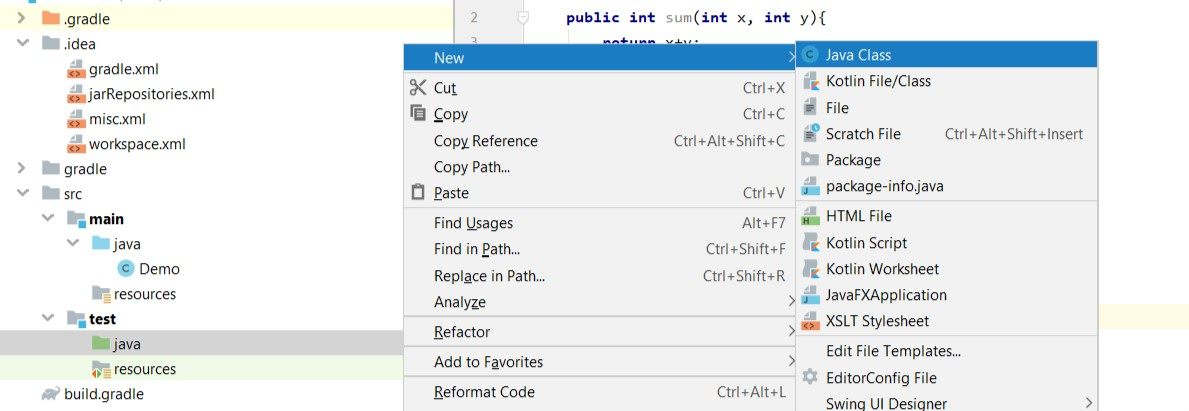 .gradle
.idea
gradle.xml
jarRepositories.xml
misc.xml
workspace.xml
gradle
src
main
java
Demo
resources
test
java
resources
build.gradle
2 public int sum(int x, int y){
3 return x+y;
New
Cut Ctrl+X
Copy Ctrl+C
Copy Reference Ctrl+Alt+Shift+C
Copy Path...
Paste Ctrl+V
Find Usages Alt+F7
Find in Path... Ctrl+Shift+F
Replace in Path... Ctrl+Shift+R
Analyze
Refactor
Add to Favorites
Reformat Code Ctrl+Alt+L
Java Class
Kotlin File/Class
File
Scratch File Ctrl+Alt+Shift+Insert
Package
package-info.java
HTML File
Kotlin Script
Kotlin Worksheet
JavaFXApplication
XSLT Stylesheet
Edit File Templates...
EditorConfig File
Swing UI Designer